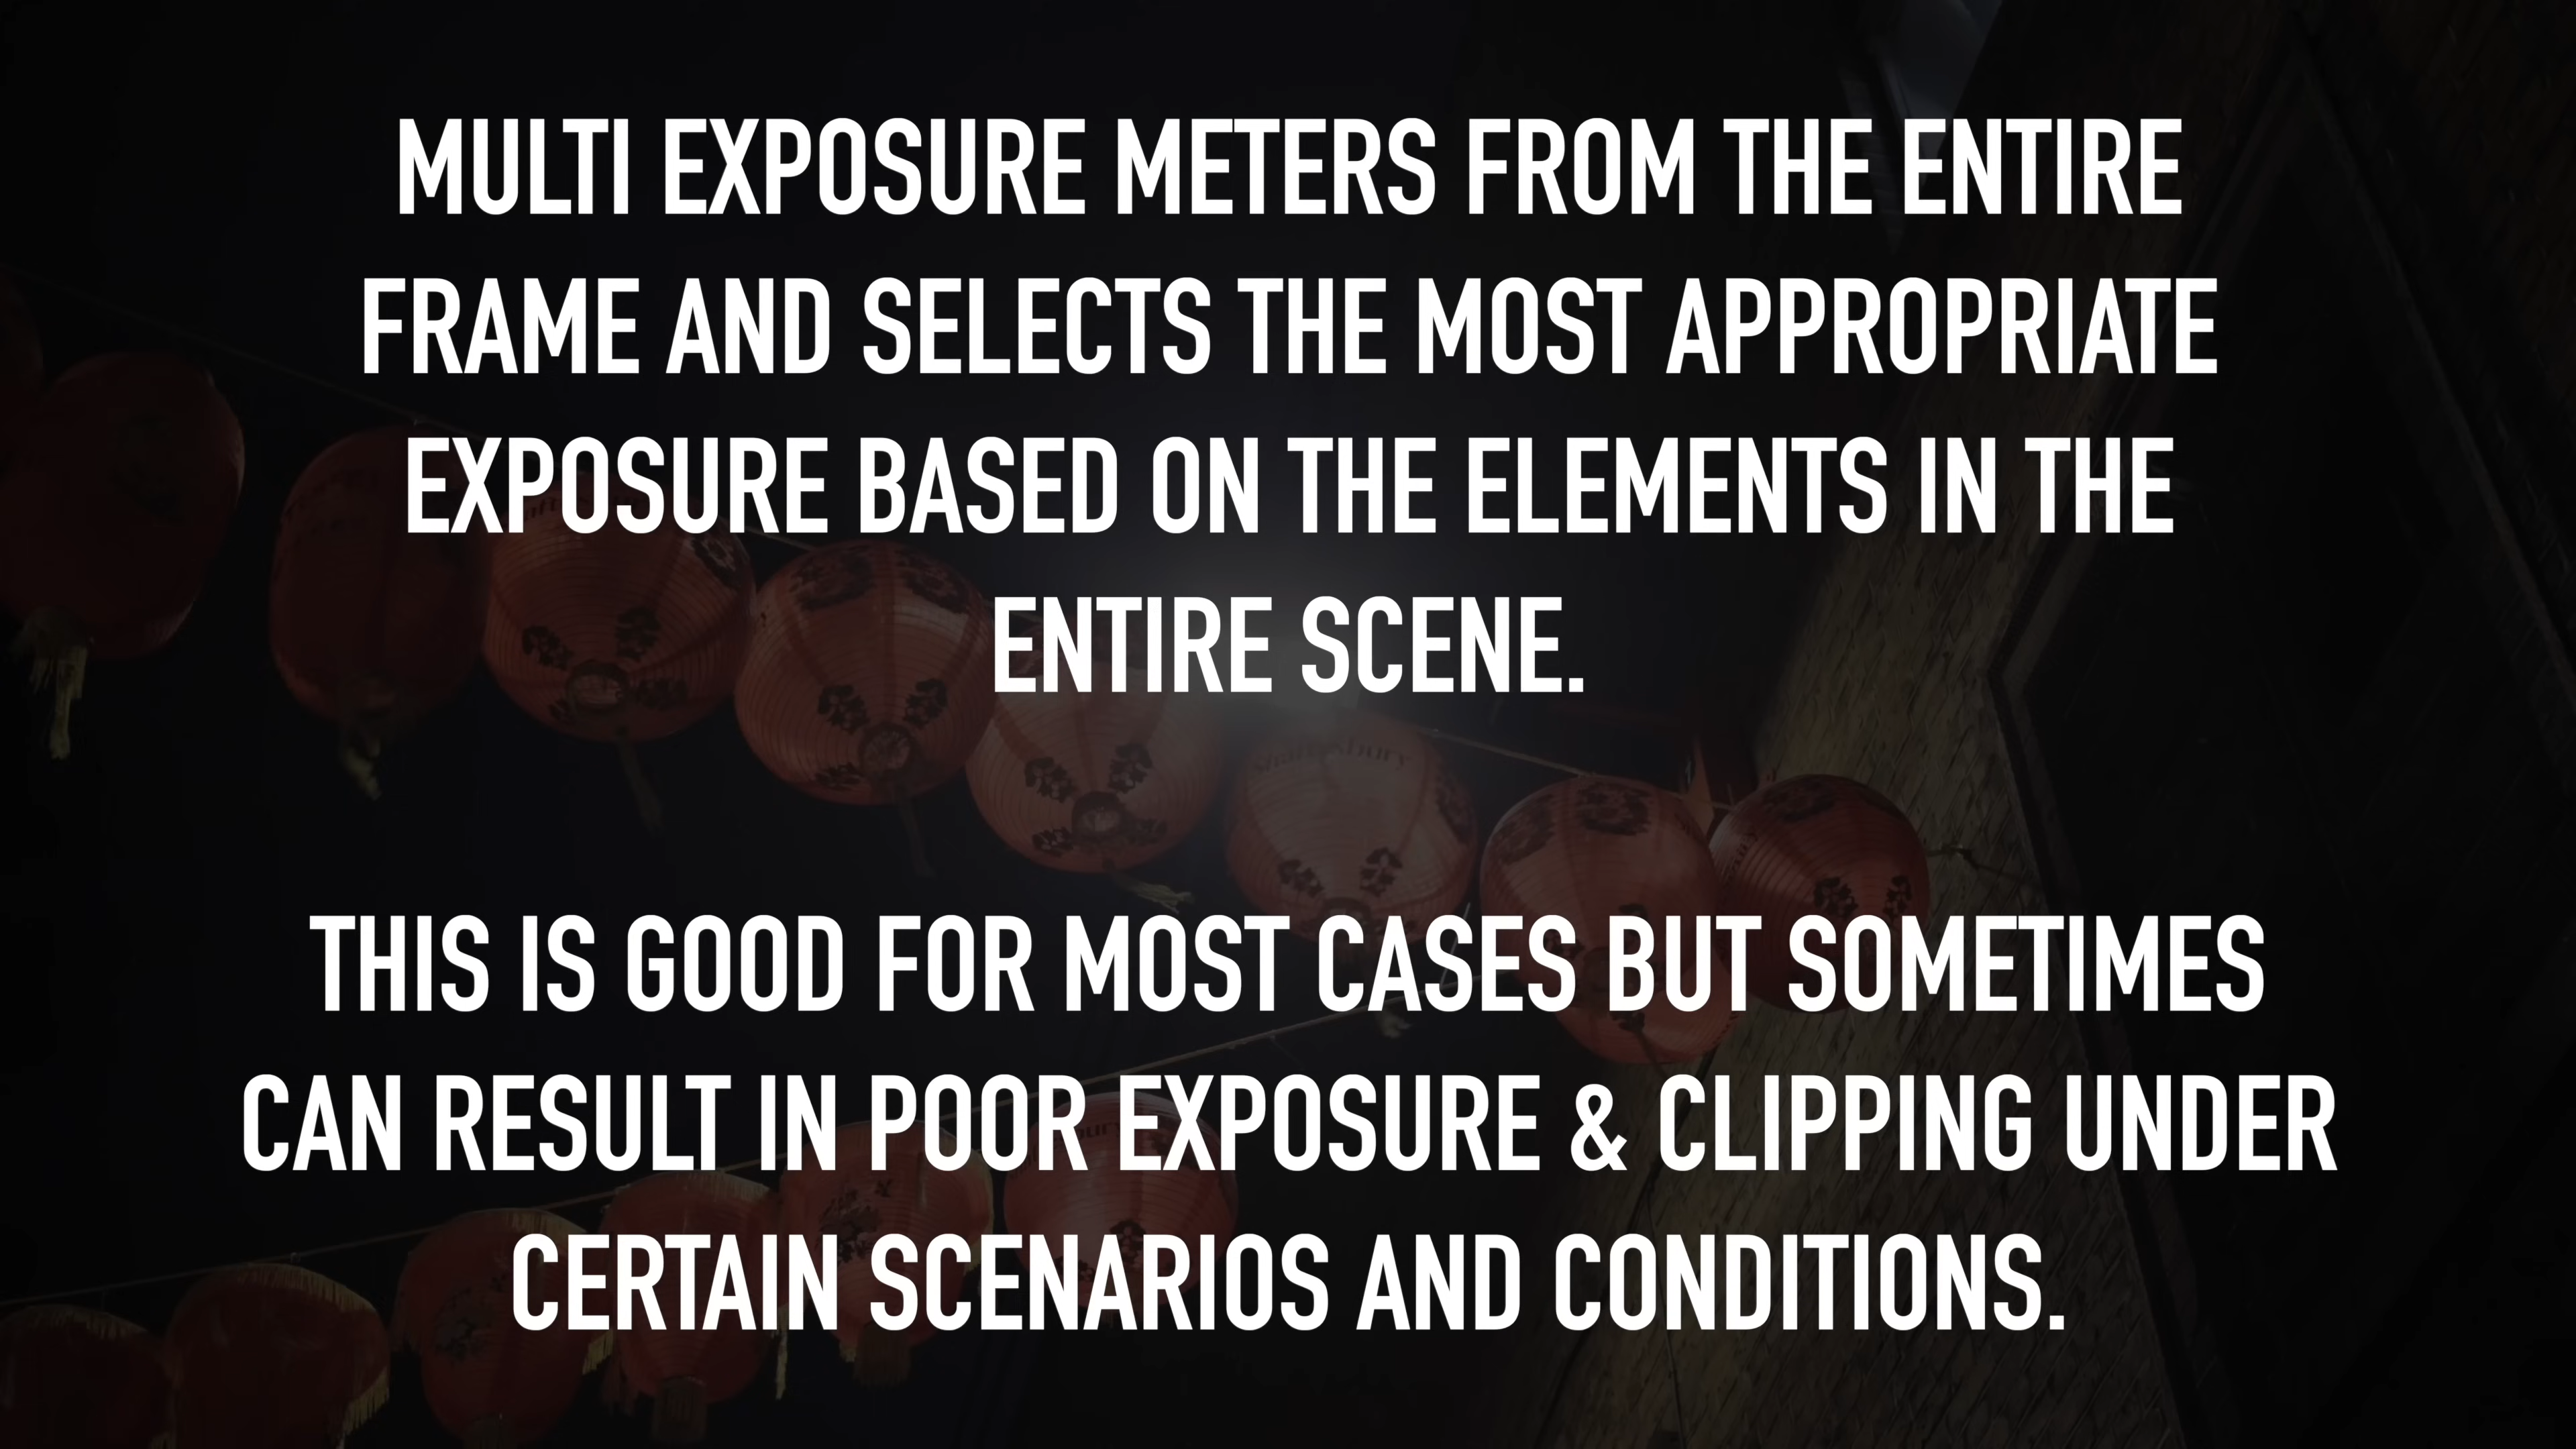 MULTI EXPOSURE METERS FROM THE ENTIRE
FRAME AND SELECTS THE MOST APPROPRIATE
EXPOSURE BASED ON THE ELEMENTS IN THE
ENTIRE SCENE.
shaftesbury
THIS IS GOOD FOR MOST CASES BUT SOMETIMES
CAN RESULT IN POOR EXPOSURE & CLIPPING UNDER
CERTAIN SCENARIOS AND CONDITIONS.